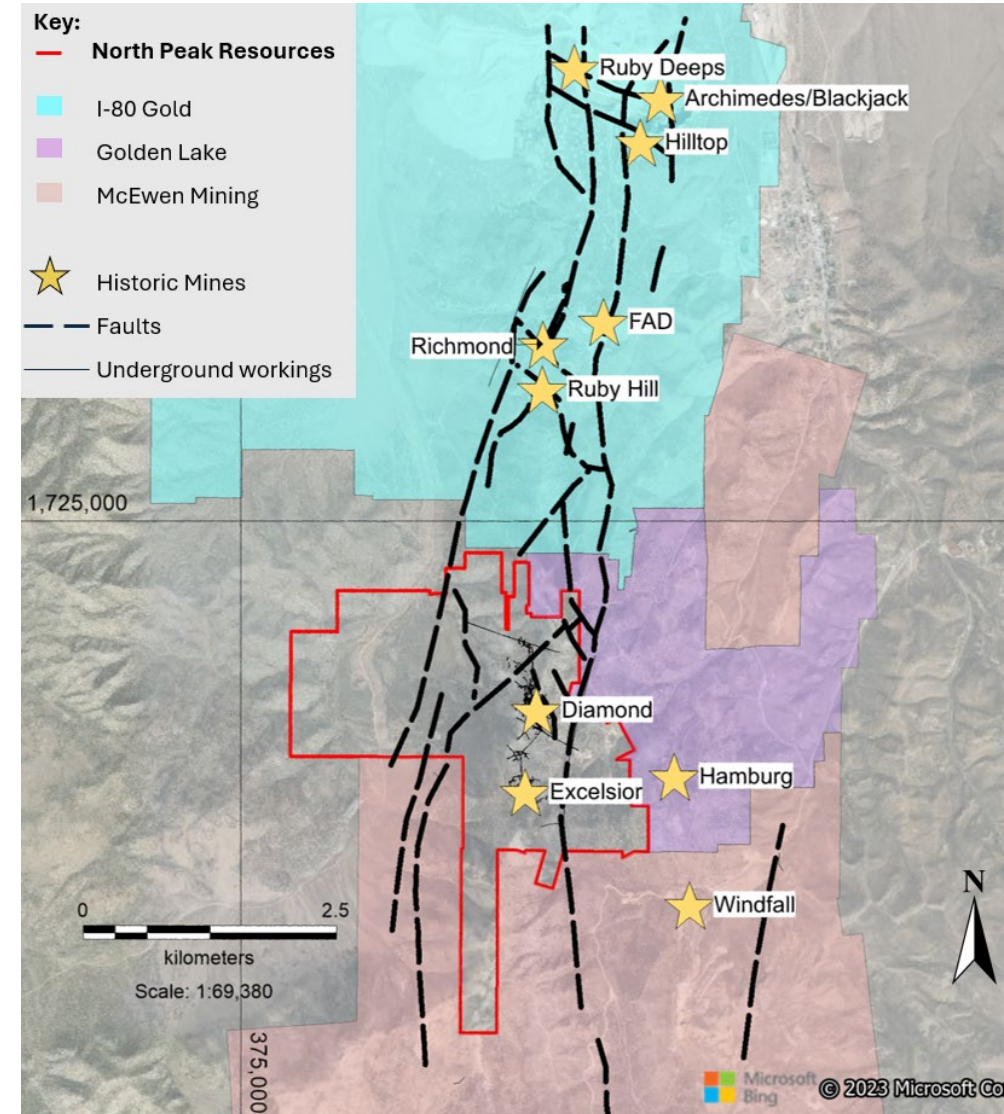 Key:
North Peak Resources
I-80 Gold
Golden Lake
McEwen Mining
Historic Mines
Faults
Underground workings
Ruby Deeps
Archimedes/Blackjack
Hilltop
FAD
Richmond
Ruby Hill
1,725,000
Diamond
Hamburg
Excelsior
Windfall
N
0 2.5
kilometers
Scale: 1:69,380
375,000
Microsoft
Bing
© 2023 Microsoft Co